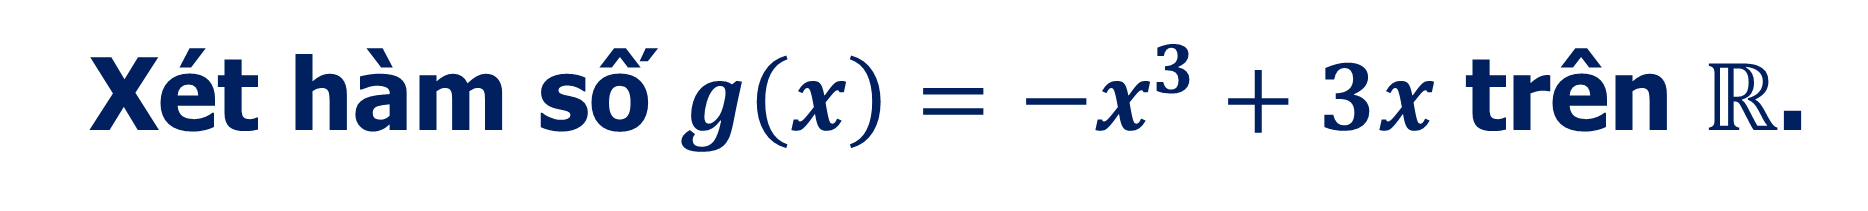 Xét hàm số g(x) = −x³ + 3x trên ℝ.